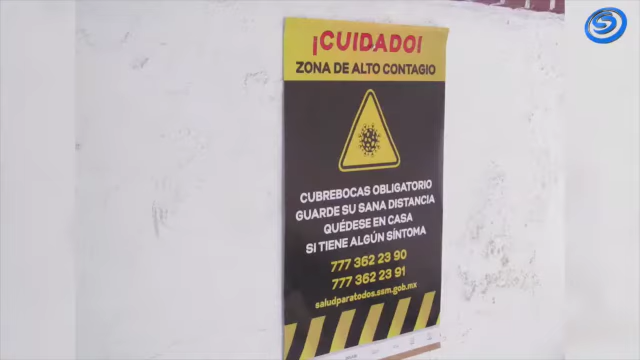 ¡CUIDADO!
ZONA DE ALTO CONTAGIO
CUBREBOCAS OBLIGATORIO
GUARDE SU SANA DISTANCIA
QUÉDESE EN CASA
SI TIENE ALGÚN SÍNTOMA
777 362 23 90
777 362 23 91
saludparatodos.ssm.gob.mx